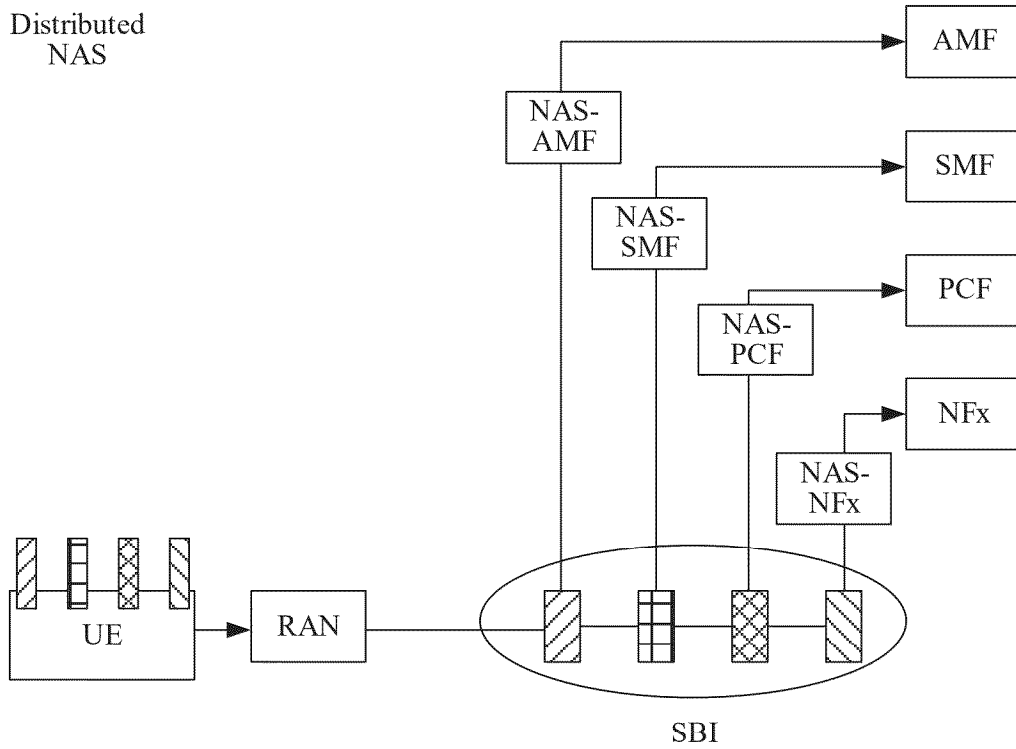 Distributed
NAS
AMF
NAS-
AMF
SMF
NAS-
SMF
PCF
NAS-
PCF
NFx
NAS-
NFx
UE
RAN
SBI